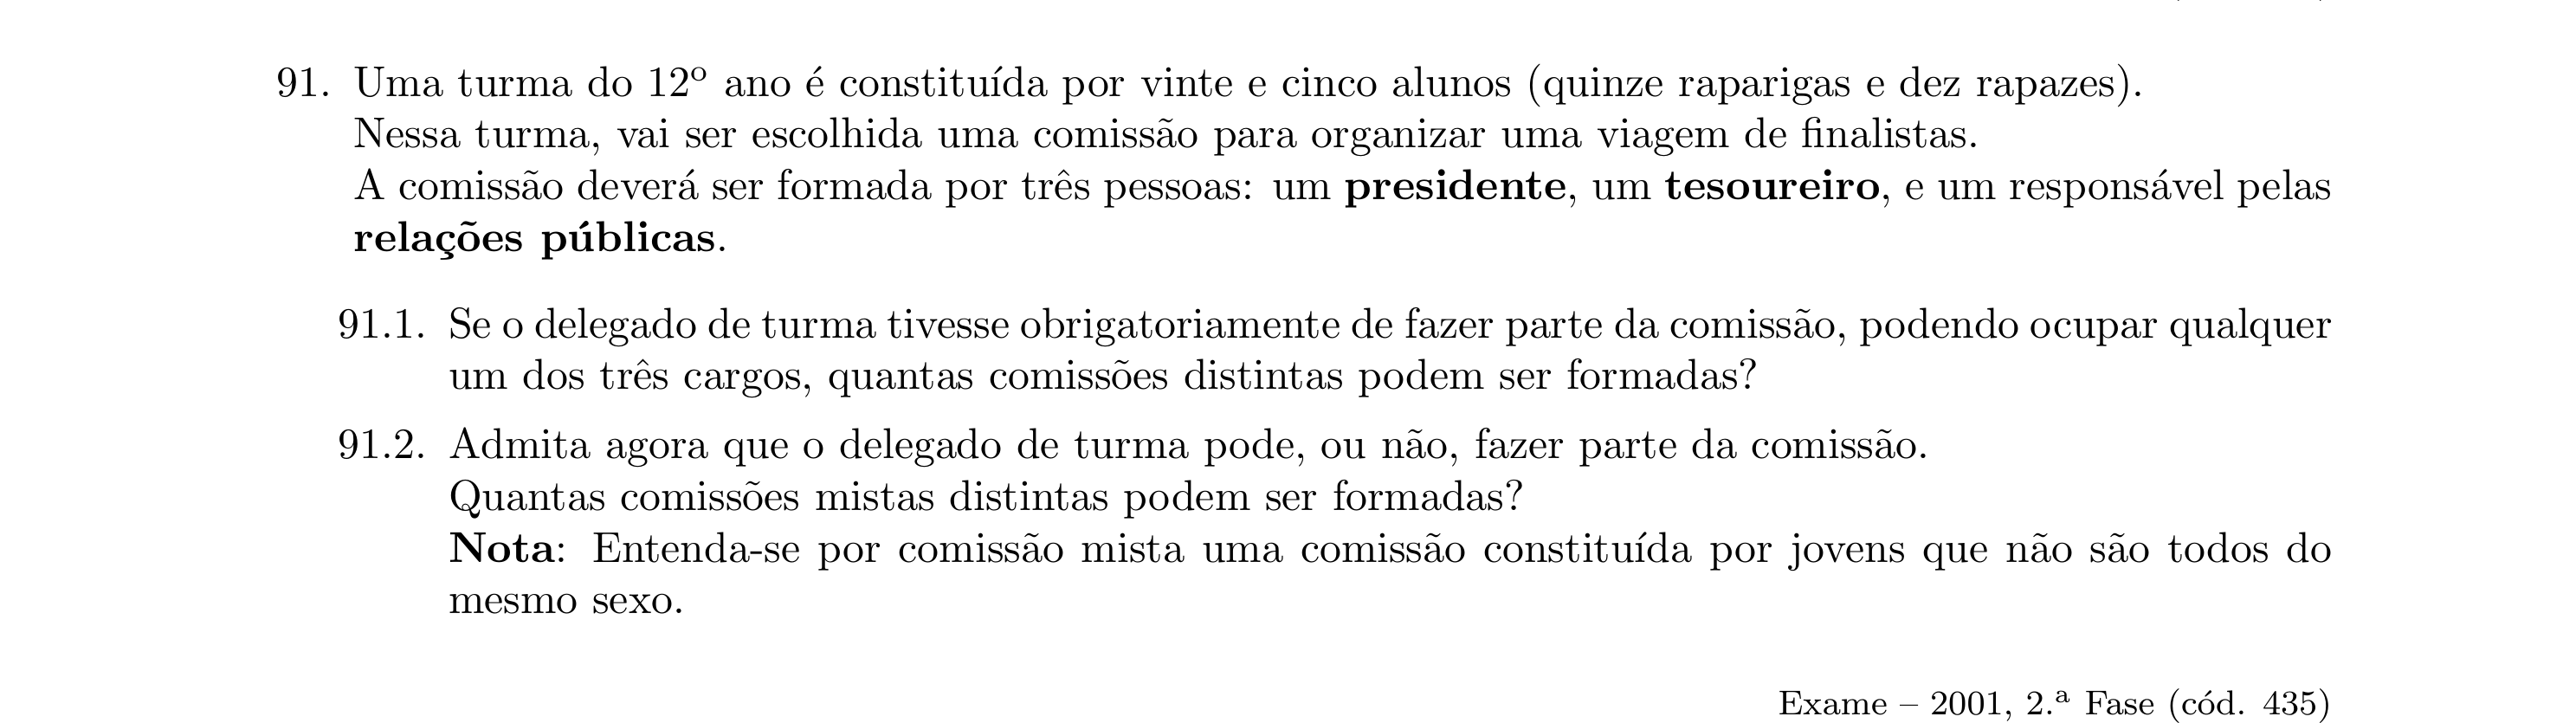 91. Uma turma do 12º ano é constituída por vinte e cinco alunos (quinze raparigas e dez rapazes).
Nessa turma, vai ser escolhida uma comissão para organizar uma viagem de finalistas.
A comissão deverá ser formada por três pessoas: um presidente, um tesoureiro, e um responsável pelas
relações públicas.
91.1. Se o delegado de turma tivesse obrigatoriamente de fazer parte da comissão, podendo ocupar qualquer
um dos três cargos, quantas comissões distintas podem ser formadas?
91.2. Admita agora que o delegado de turma pode, ou não, fazer parte da comissão.
Quantas comissões mistas distintas podem ser formadas?
Nota: Entenda-se por comissão mista uma comissão constituída por jovens que não são todos do
mesmo sexo.
Exame – 2001, 2.ª Fase (cód. 435)